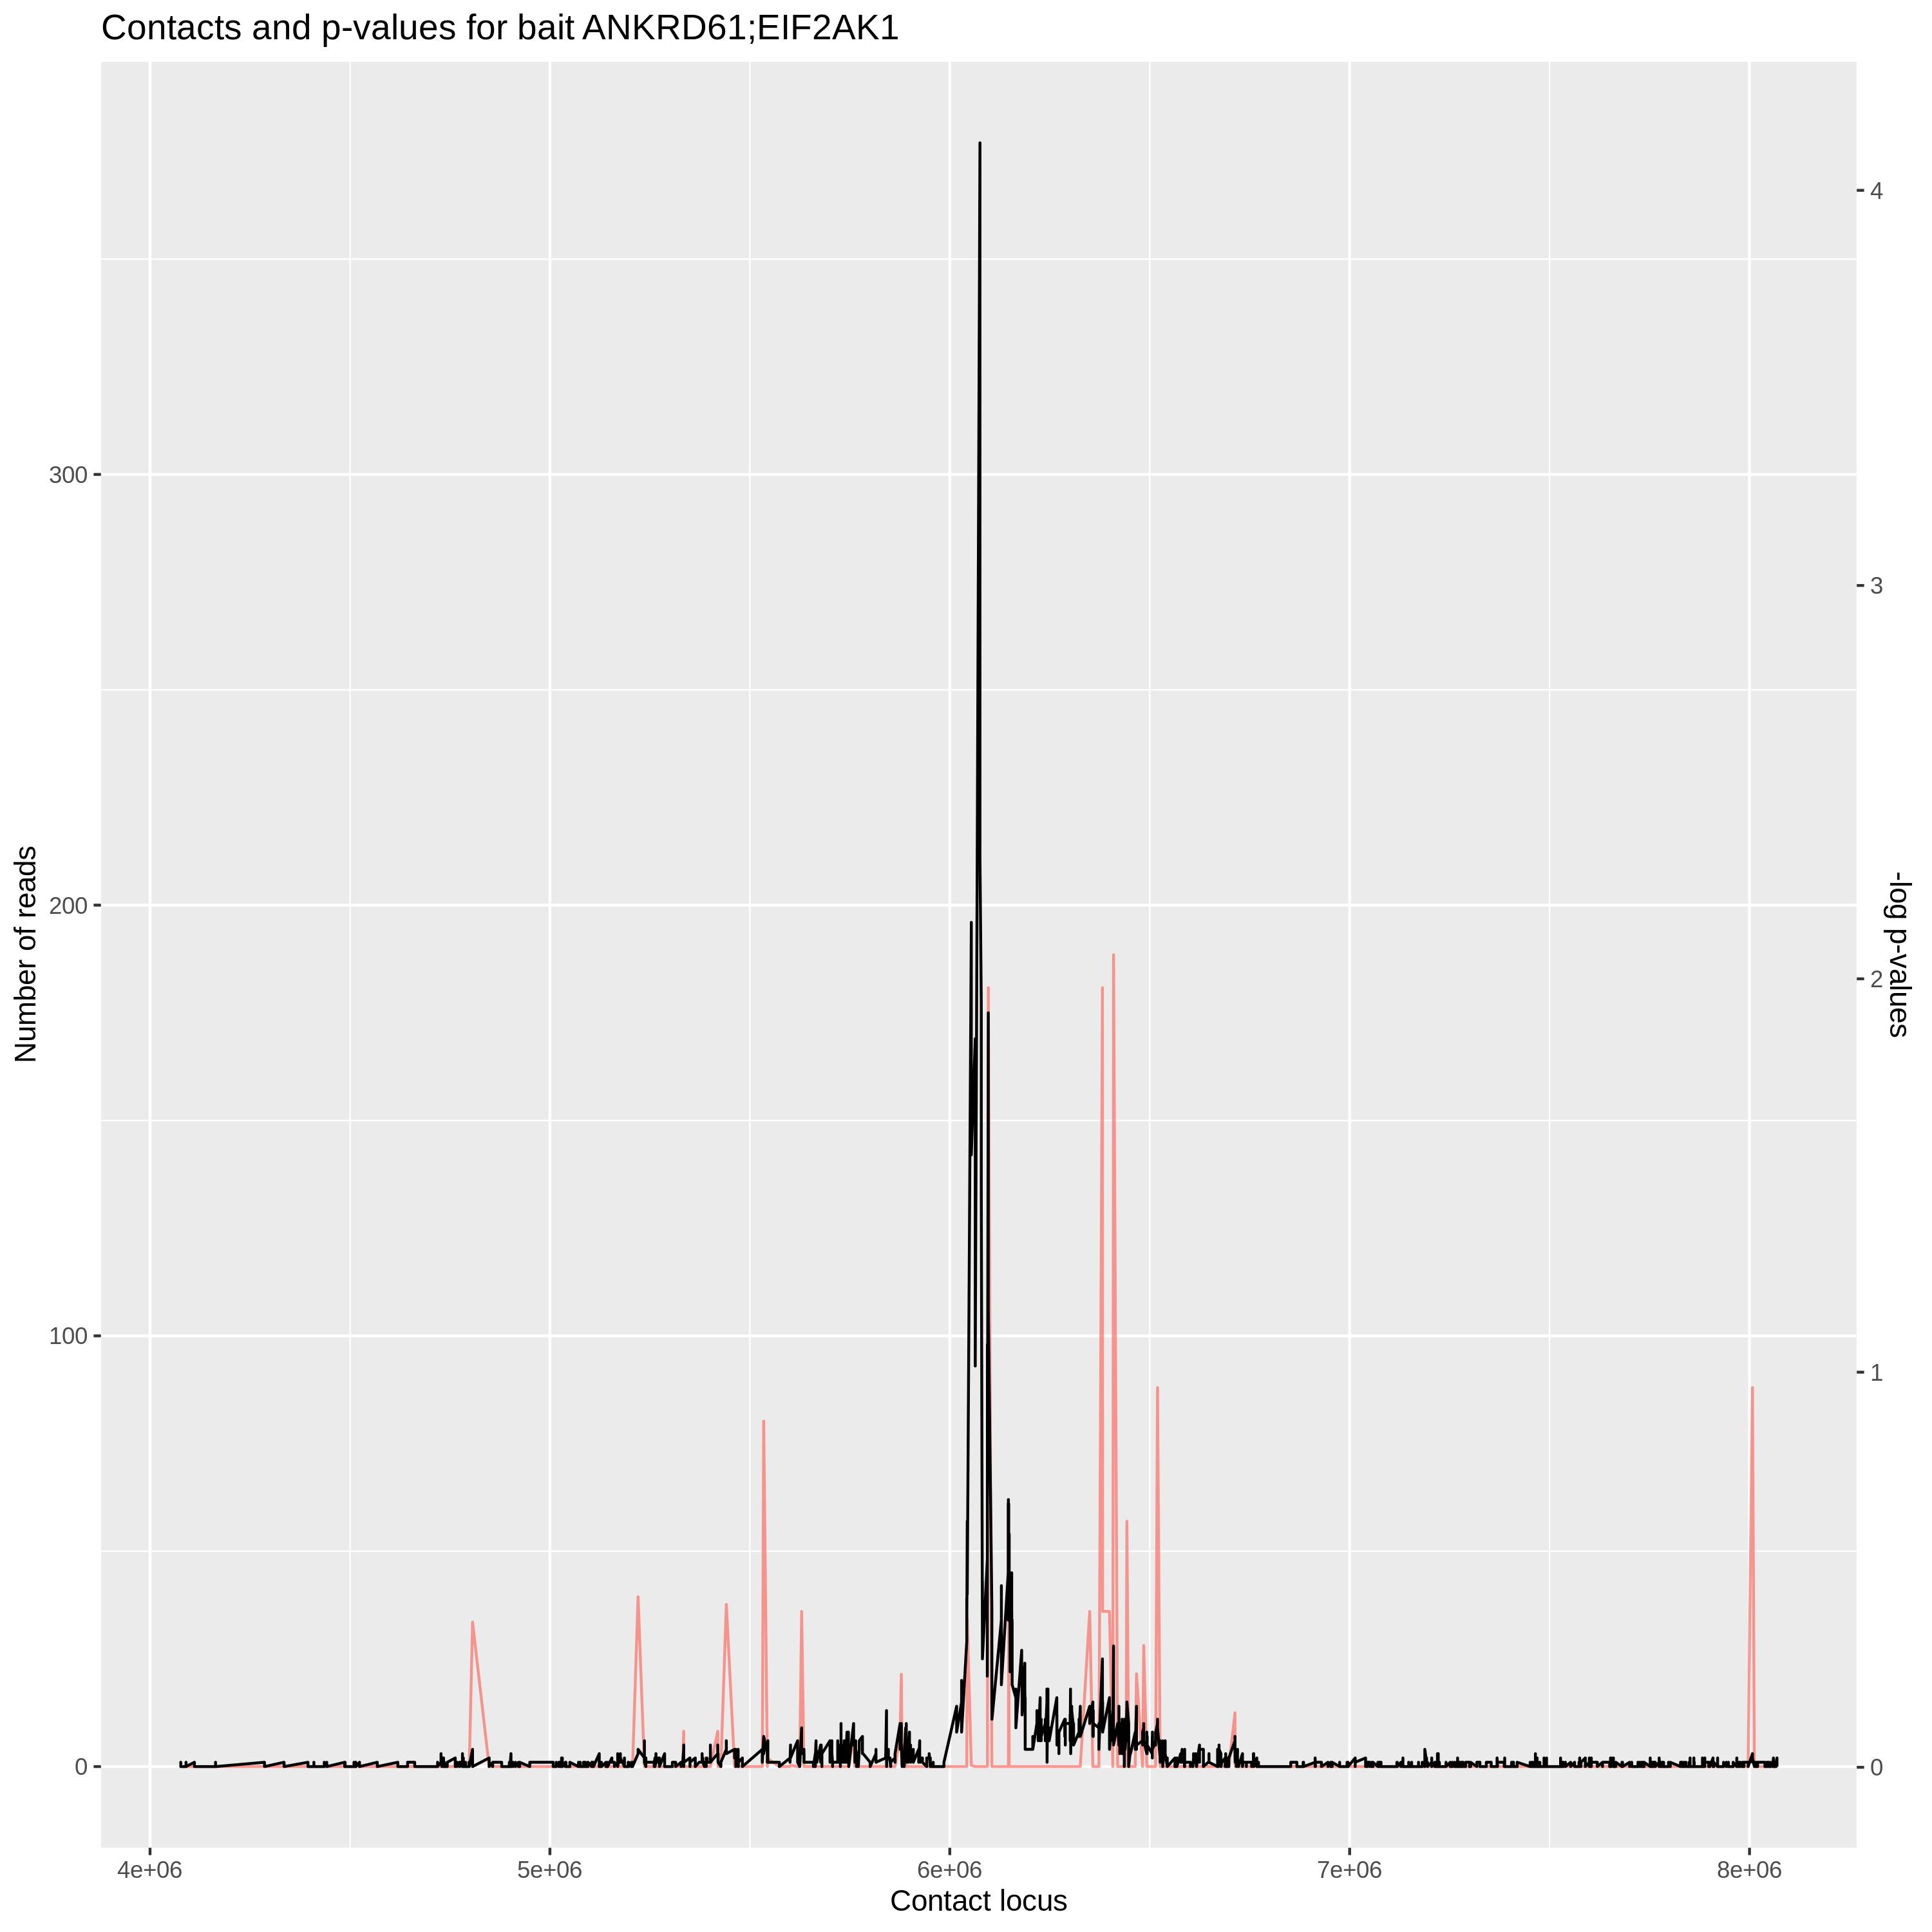 Contacts and p-values for bait ANKRD61;EIF2AK1
4
300
3
Number of reads
200
-log p-values
2
100
1
0
0
4e+06
5e+06
6e+06
7e+06
8e+06
Contact locus